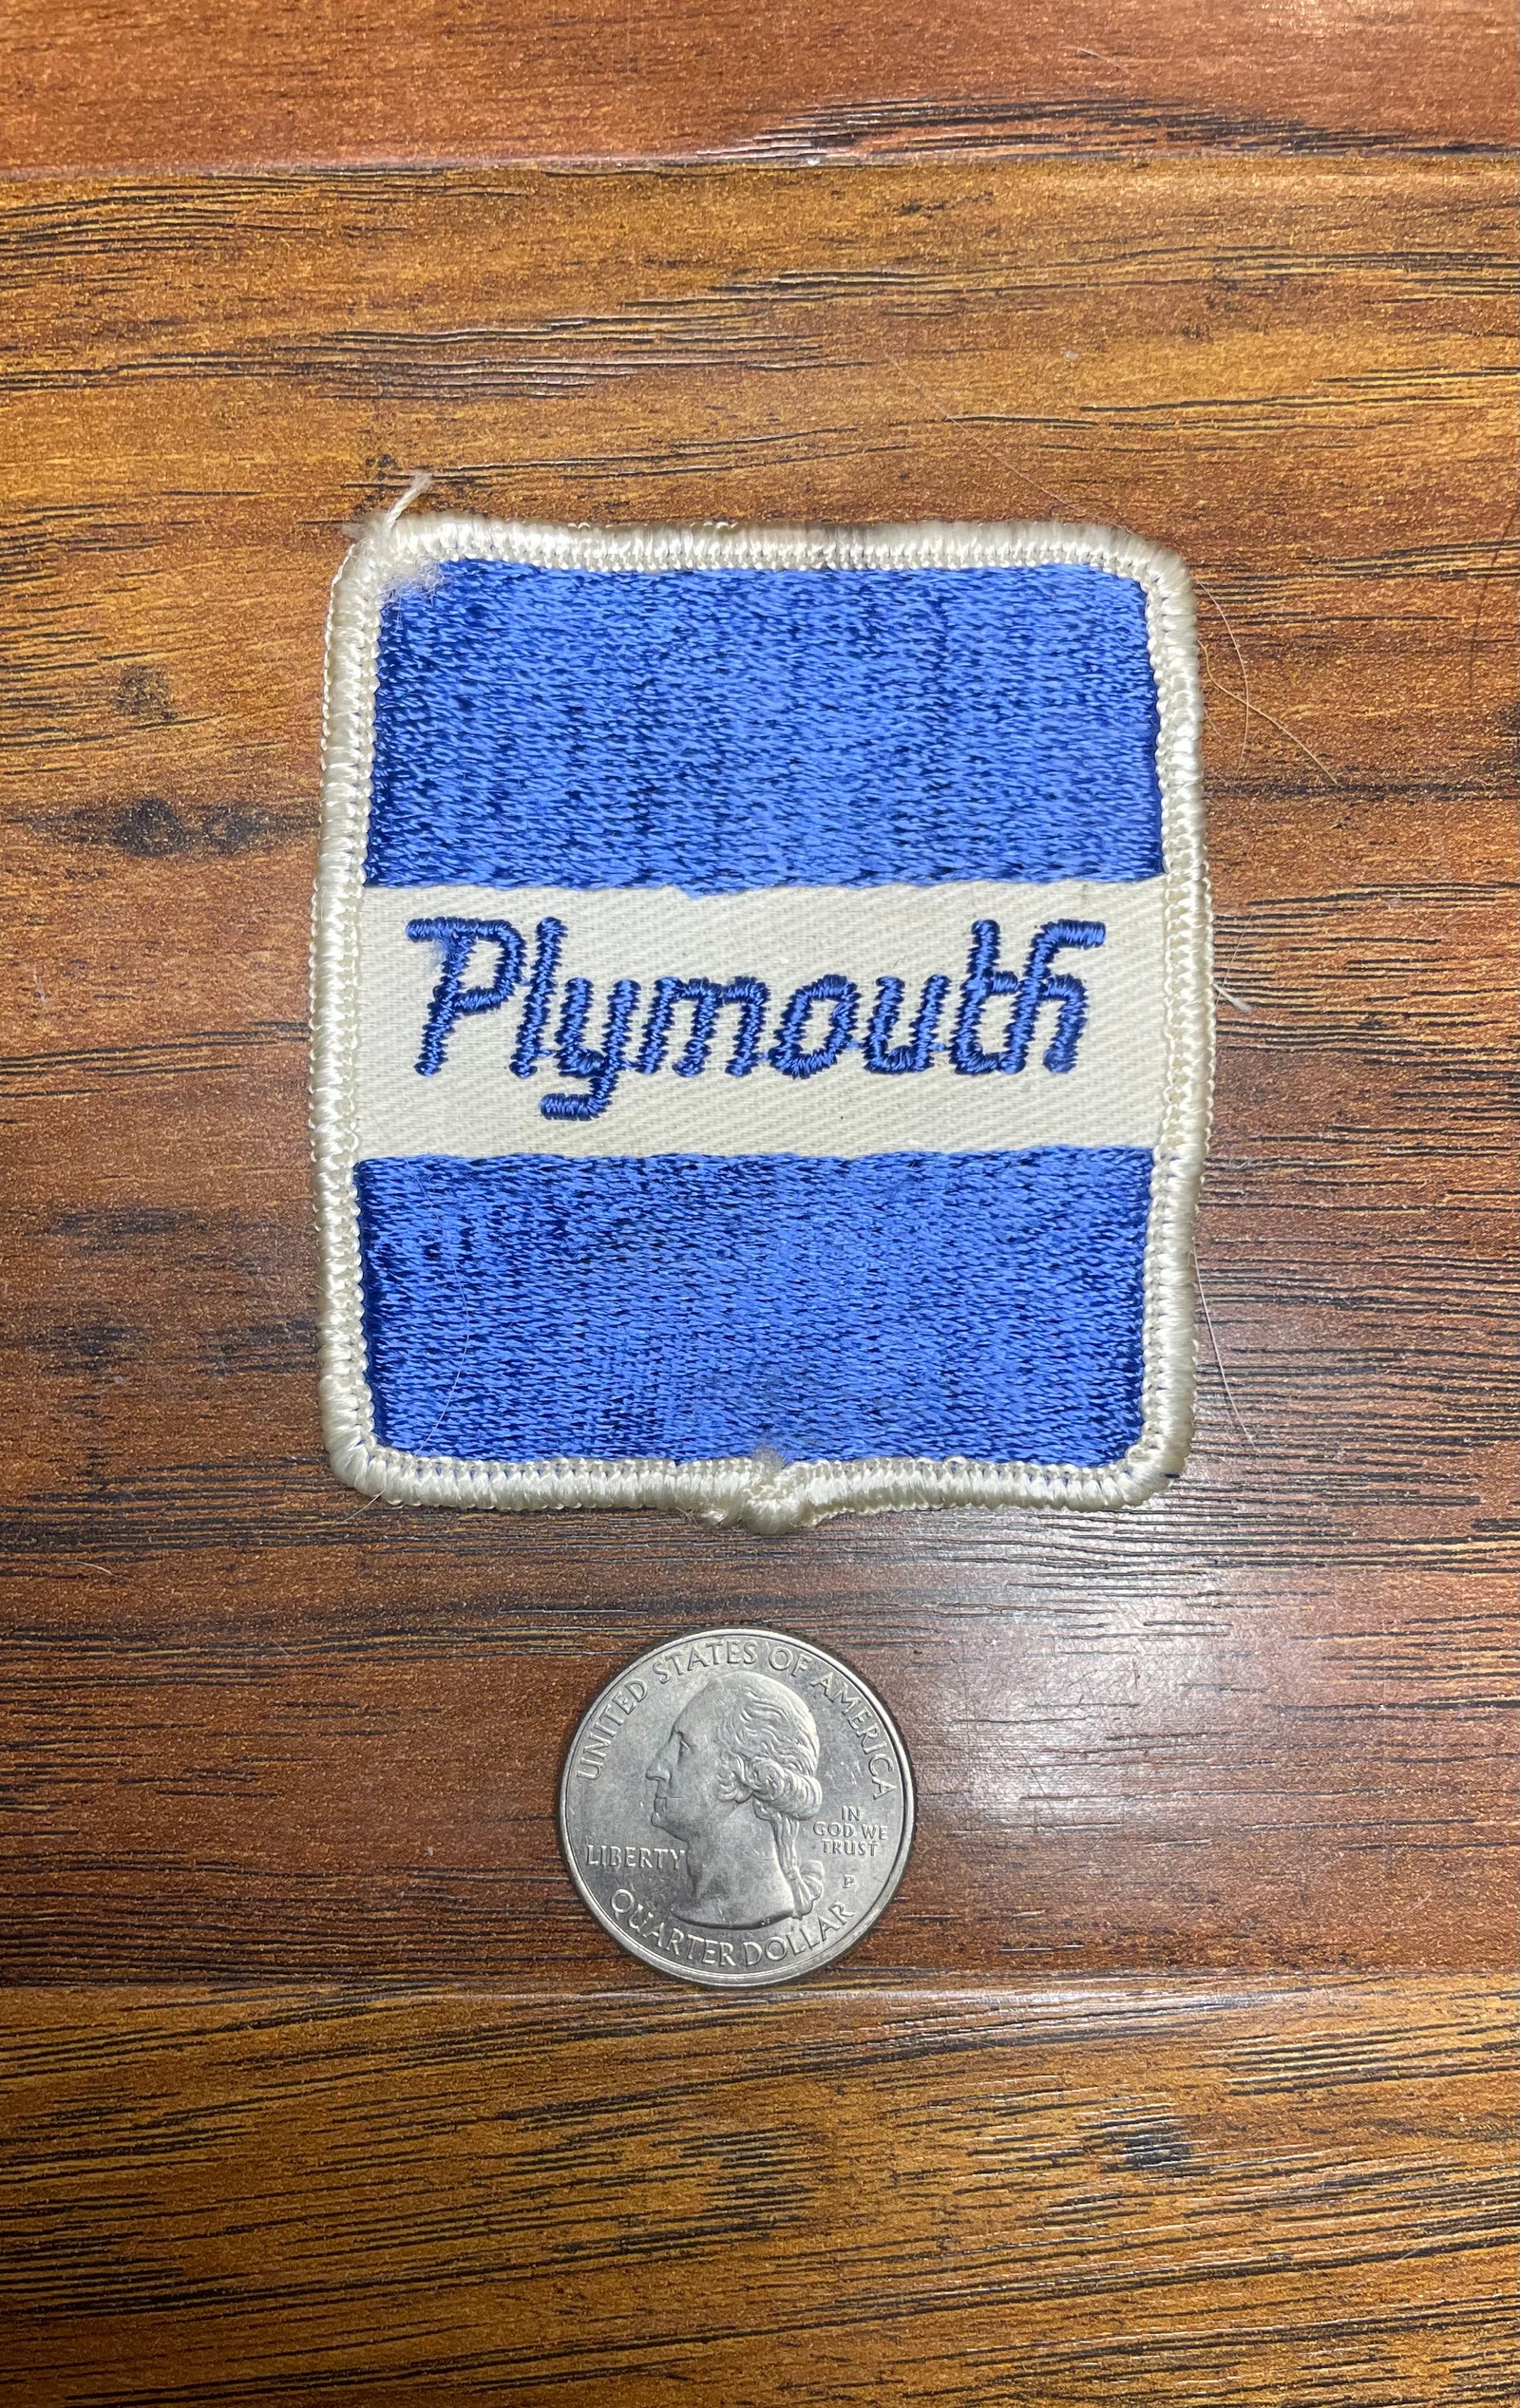 Plymouth
UNITED STATES OF AMERICA
IN
GOD WE
TRUST
LIBERTY
P
QUARTER DOLLAR